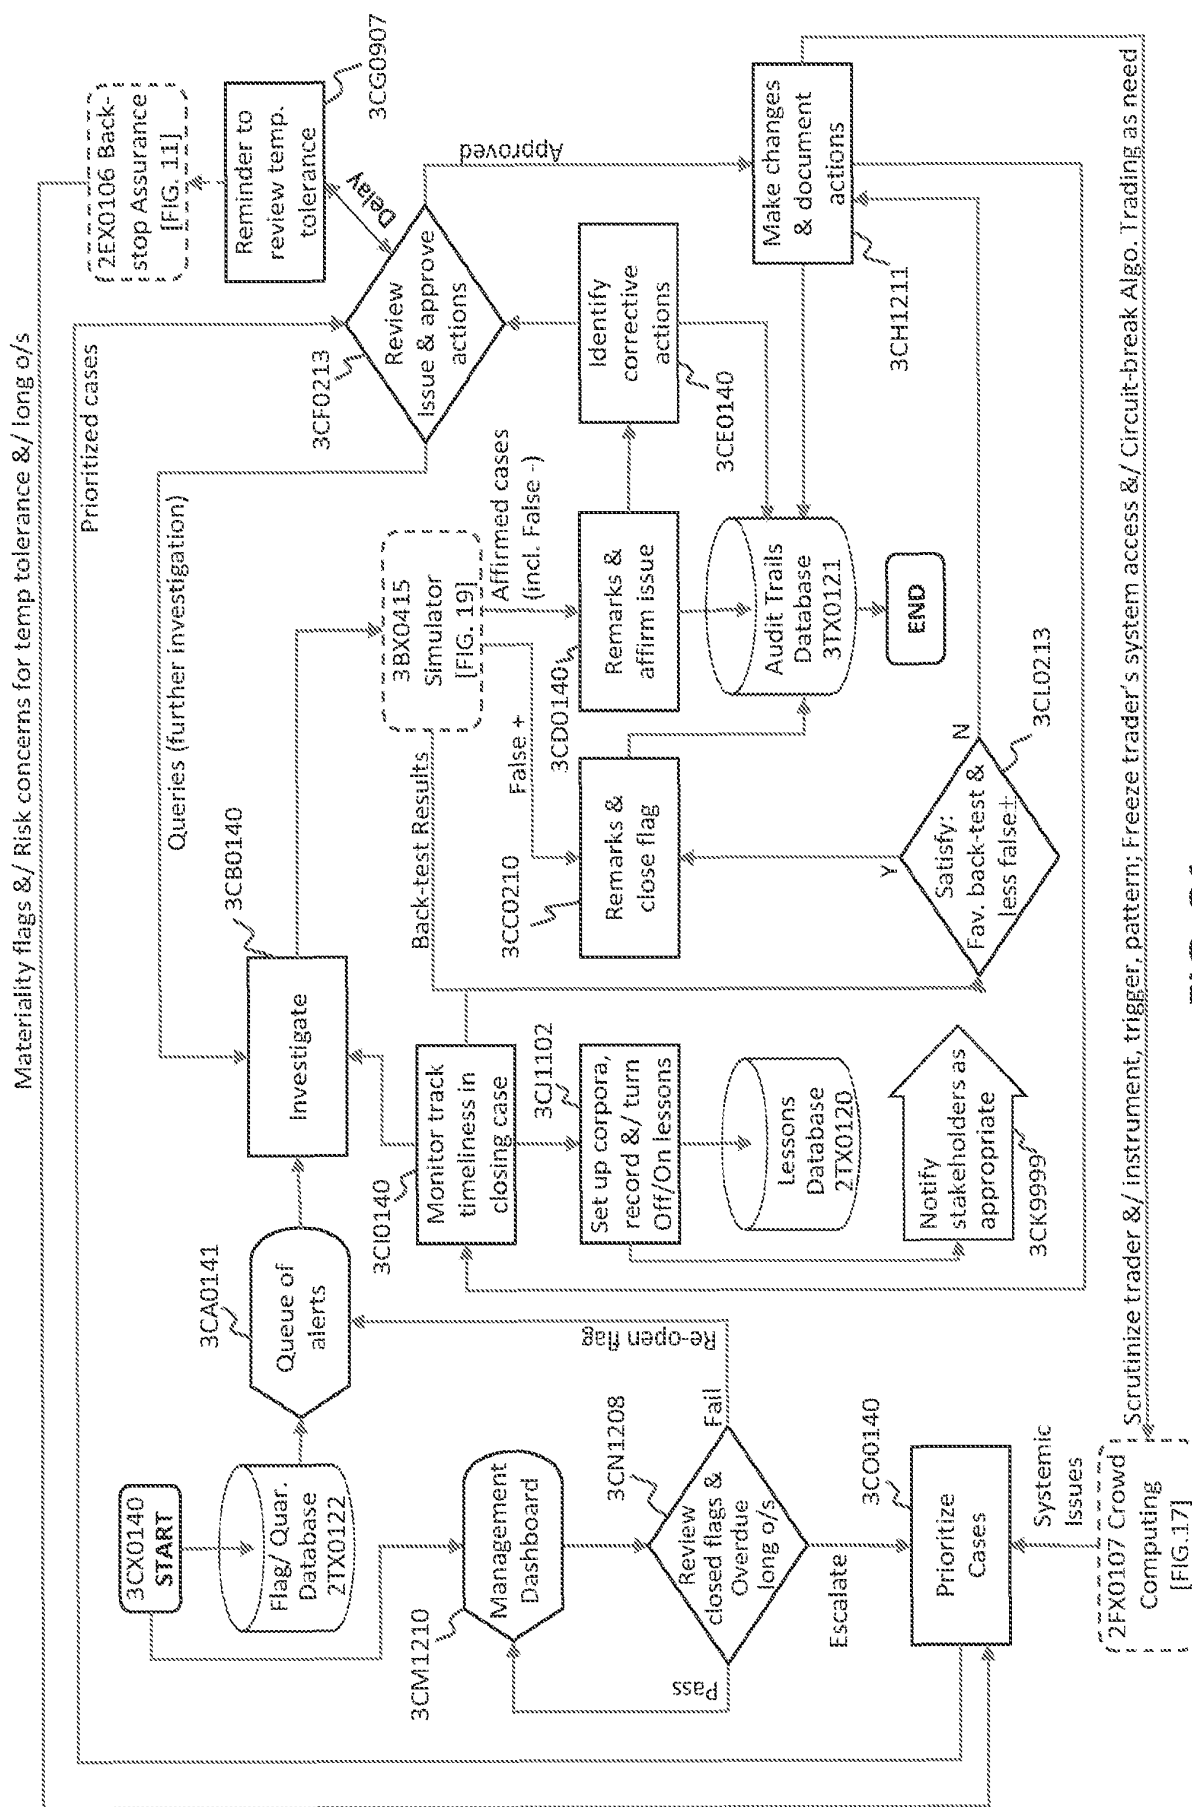 Materiality flags &/ Risk concerns for temp tolerance &/ long o/s
Prioritized cases
Queries (further investigation)
3CX0140
START
Flag/ Quar.
Database
2TX0122
3CA0141
Queue of
alerts
3CB0140
Investigate
3CF0213
Review
Issue & approve
actions
Delay
Reminder to
review temp.
tolerance
3CG0907
2EX0106 Back-
stop Assurance
[FIG. 11]
Approved
3CM1210
Management
Dashboard
Pass
3CN1208
Review
closed flags &
Overdue
long o/s
Fail
Re-open flag
Escalate
3CI0140
Monitor track
timeliness in
closing case
Back-test Results
3BX0415
Simulator
[FIG. 19]
False +
Affirmed cases
(incl. False -)
3CJ1102
Set up corpora,
record &/ turn
Off/On lessons
3CC0210
Remarks &
close flag
3CD0140
Remarks &
affirm issue
Identify
corrective
actions
3CE0140
Lessons
Database
2TX0120
Audit Trails
Database
3TX0121
END
Make changes
& document
actions
3CH1211
3CO0140
Prioritize
Cases
Notify
stakeholders as
appropriate
3CK9999
Y
Satisfy:
Fav. back-test &
less false±
N
3CL0213
Systemic
Issues
2FX0107 Crowd
Computing
[FIG.17]
Scrutinize trader &/ instrument, trigger, pattern; Freeze trader's system access &/ Circuit-break Algo. Trading as need